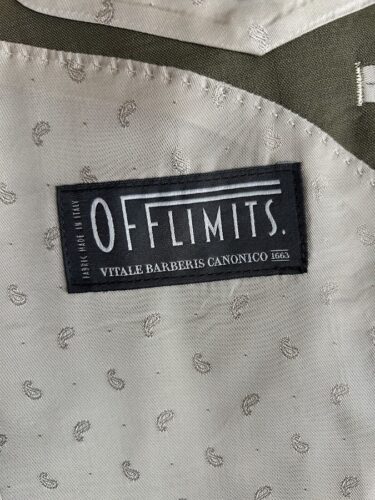 FABRIC MADE IN ITALY
OFFLIMITS.
VITALE BARBERIS CANONICO 1663